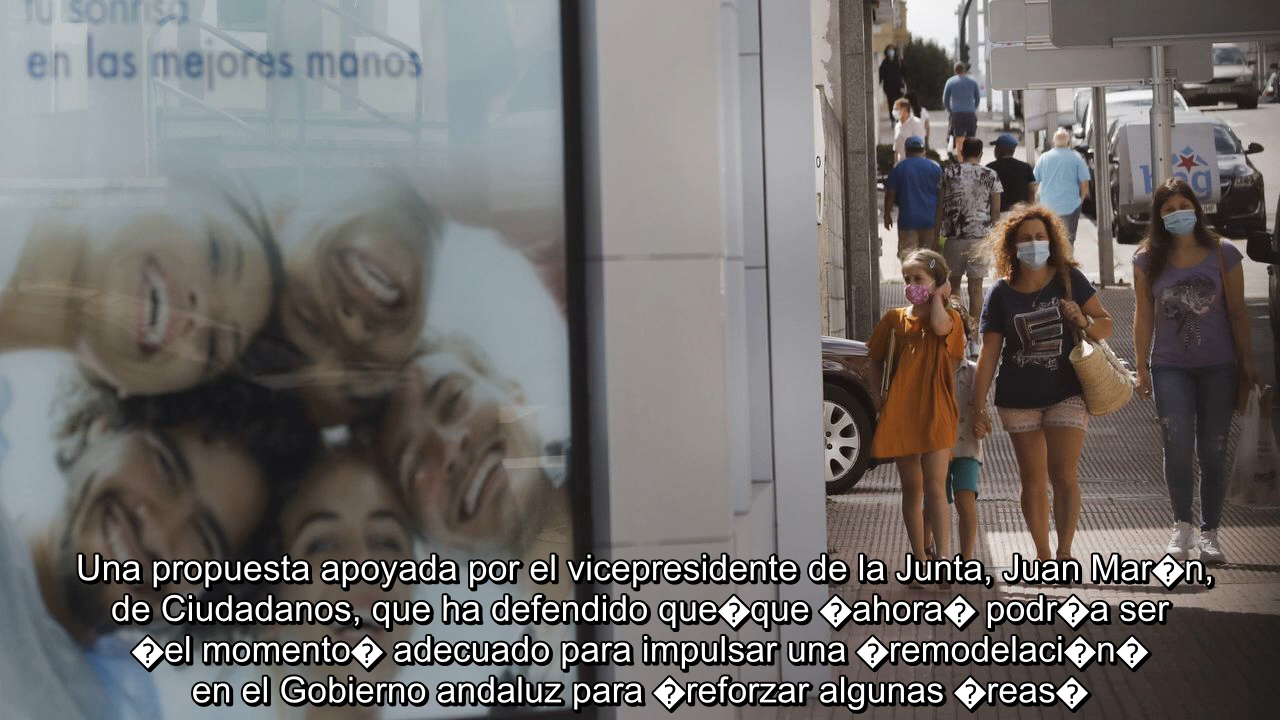 tu sonrisa
en las mejores manos
bng
Una propuesta apoyada por el vicepresidente de la Junta, Juan Mar�n,
de Ciudadanos, que ha defendido que�que �ahora� podr�a ser
�el momento� adecuado para impulsar una �remodelaci�n�
en el Gobierno andaluz para �reforzar algunas �reas�